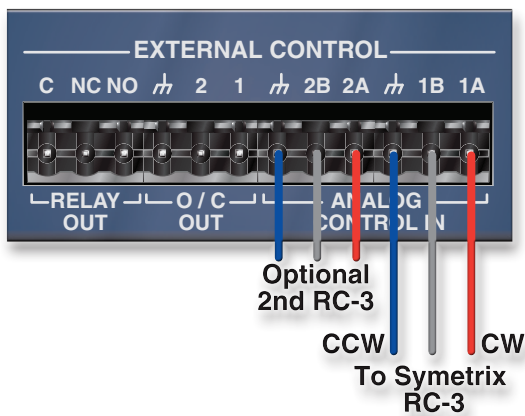 EXTERNAL CONTROL
C NC NO 2 1 2B 2A 1B 1A
RELAY O / C ANALOG
OUT OUT CONTROL IN
Optional
2nd RC-3
CCW CW
To Symetrix
RC-3